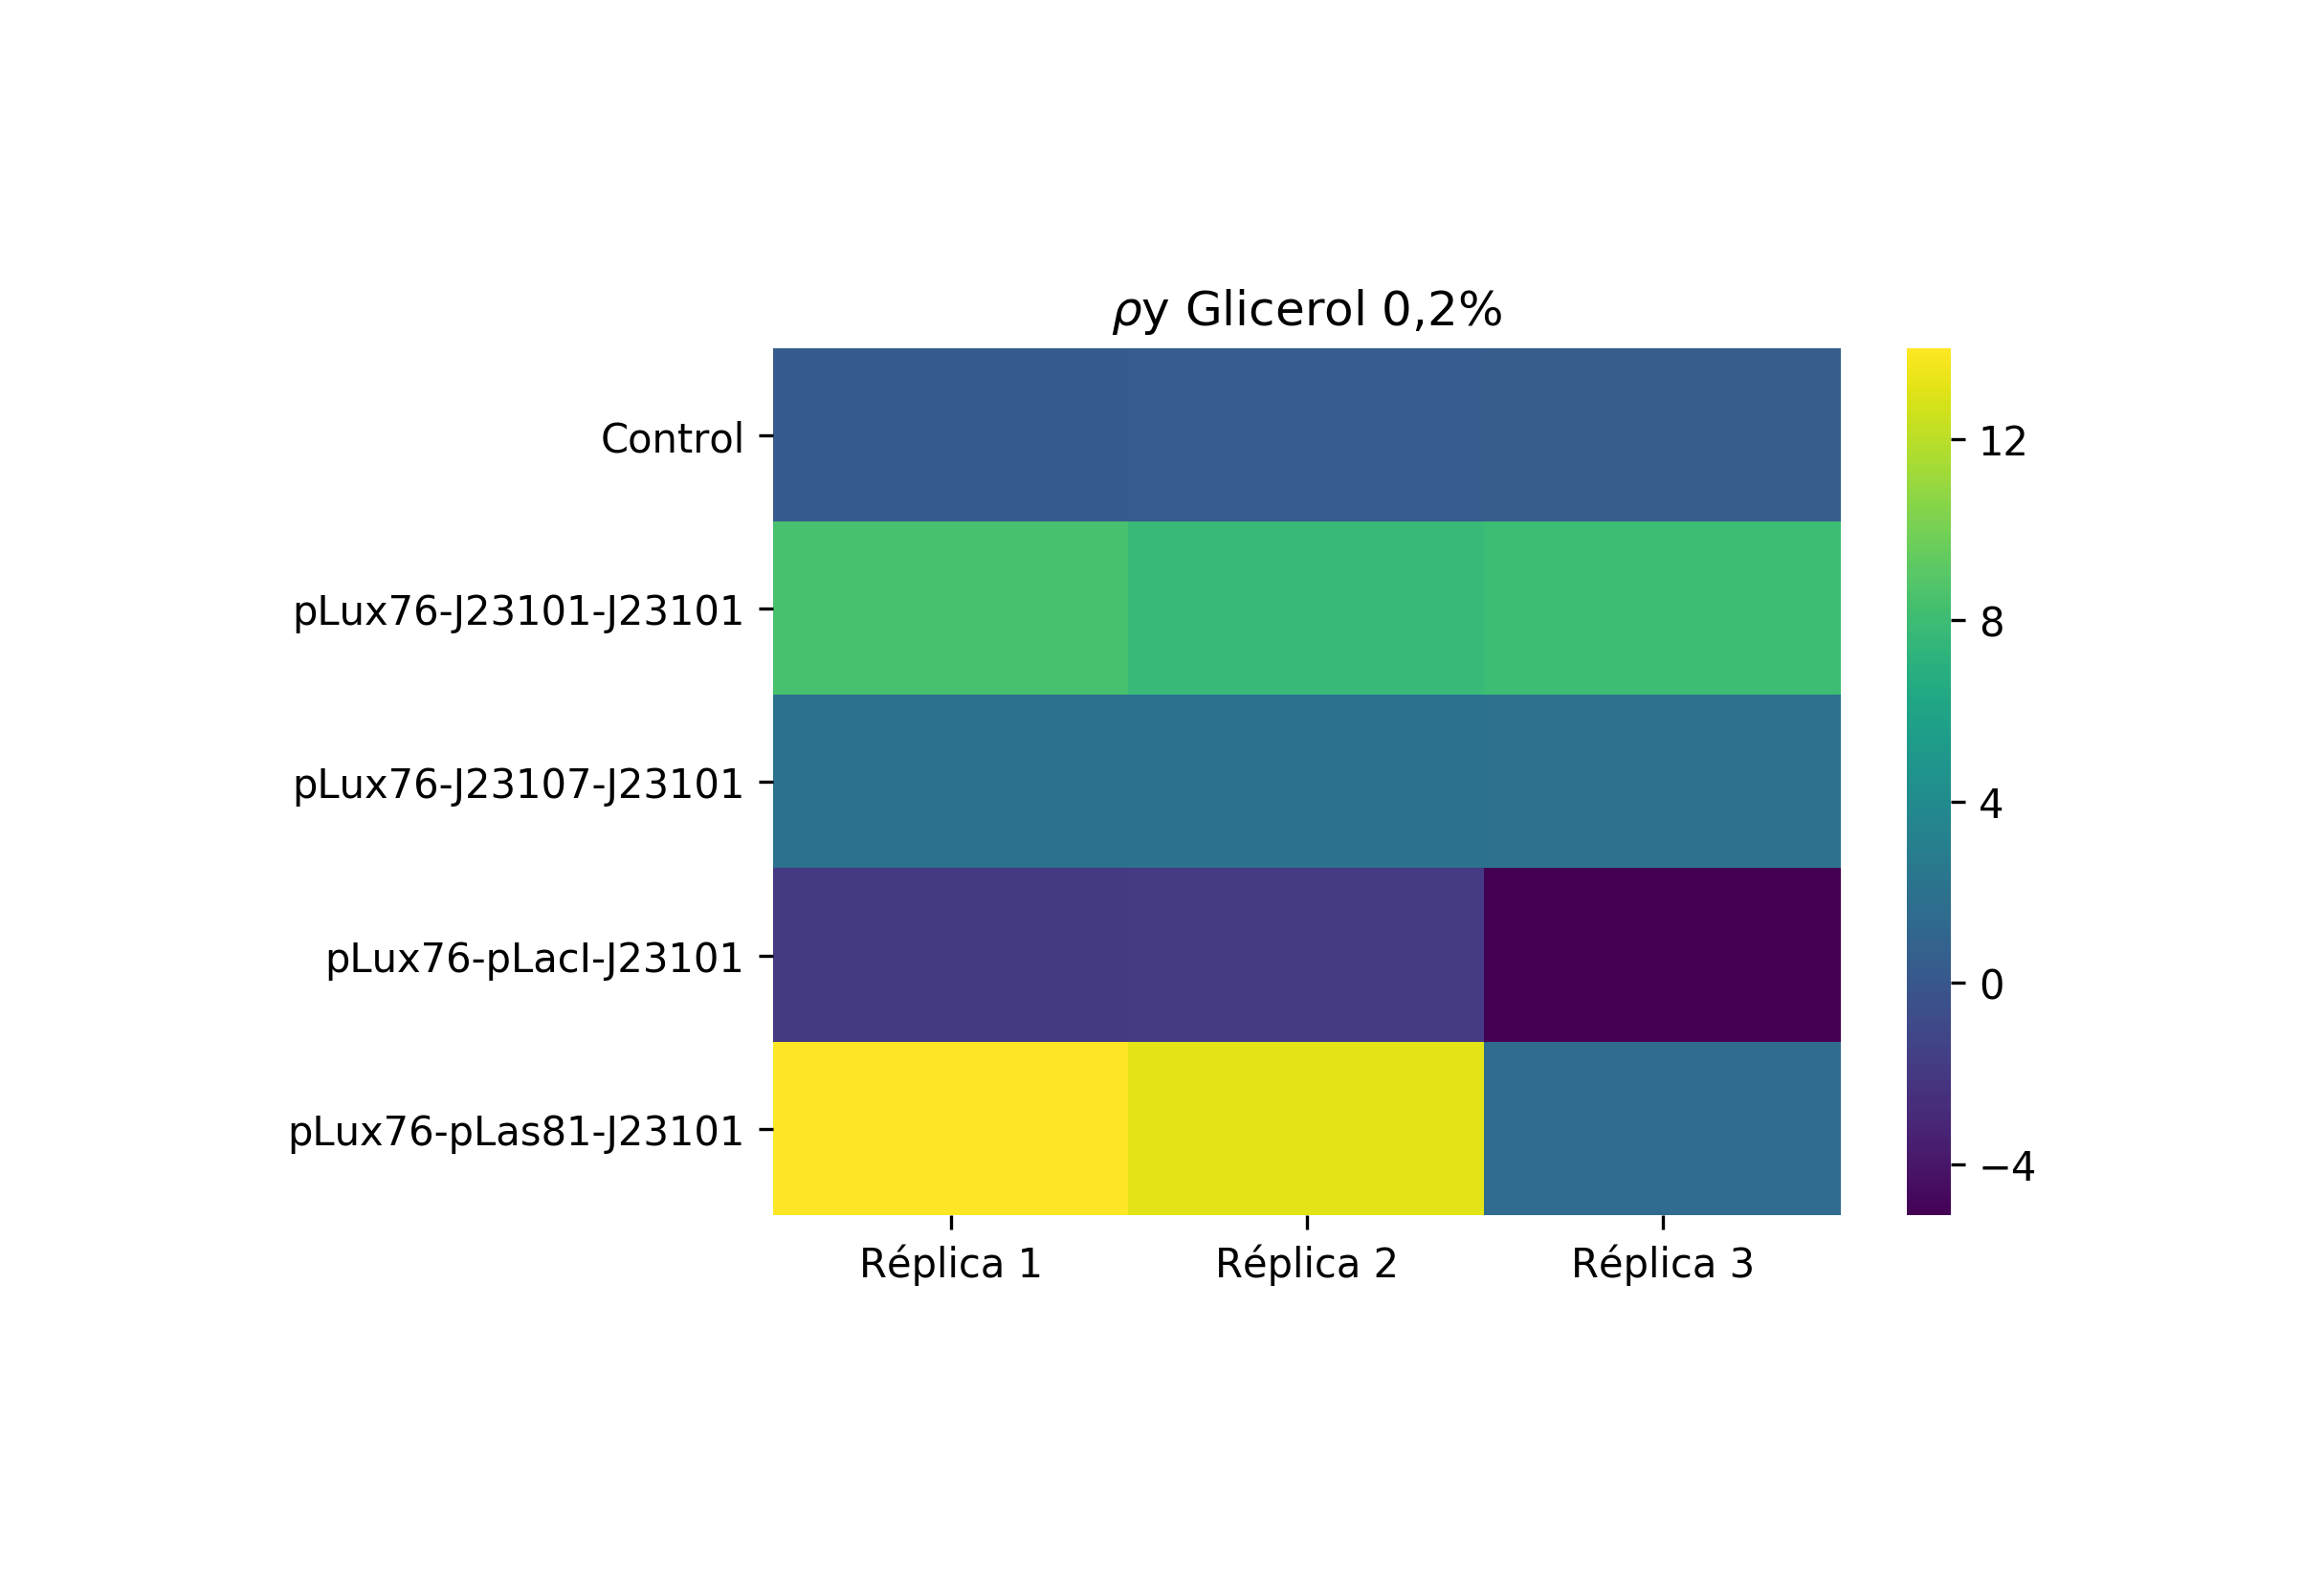 ρy Glicerol 0,2%
Control
pLux76-J23101-J23101
pLux76-J23107-J23101
pLux76-pLacI-J23101
pLux76-pLas81-J23101
Réplica 1
Réplica 2
Réplica 3
12
8
4
0
−4